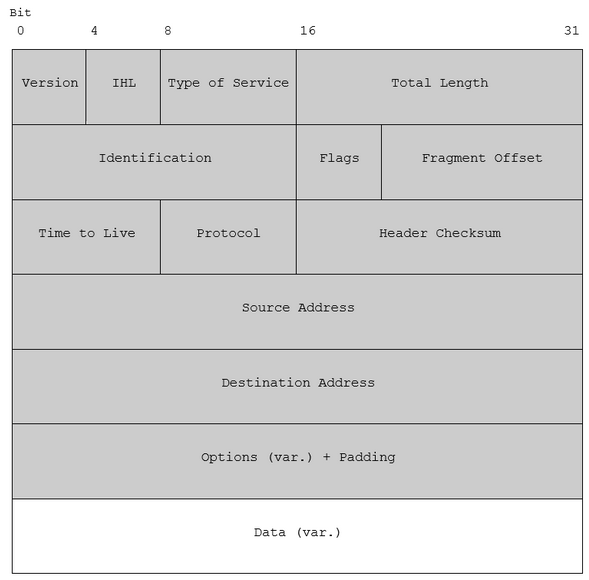 Bit
0 4 8 16 31
Version IHL Type of Service Total Length
Identification Flags Fragment Offset
Time to Live Protocol Header Checksum
Source Address
Destination Address
Options (var.) + Padding
Data (var.)